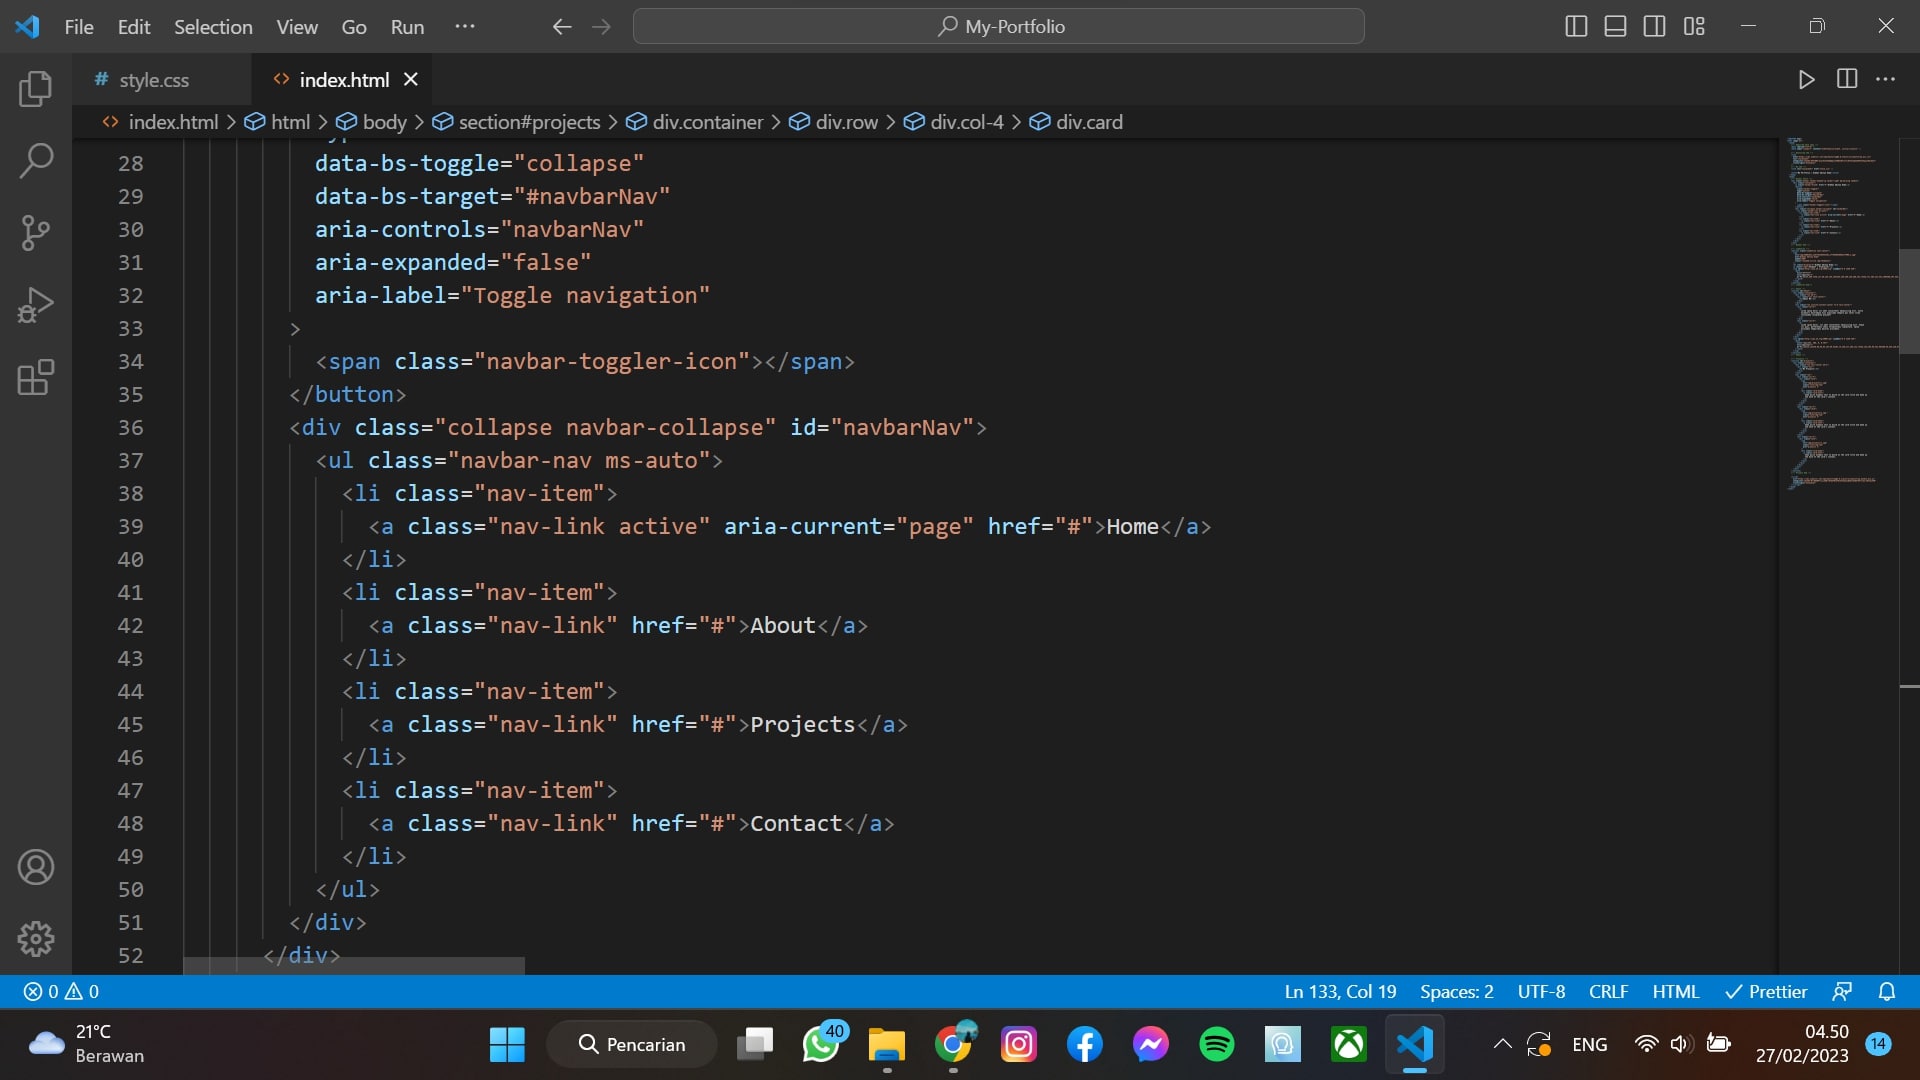 File Edit Selection View Go Run ···
My-Portfolio
# style.css
<> index.html
<> index.html > html > body > section#projects > div.container > div.row > div.col-4 > div.card
28 data-bs-toggle="collapse"
29 data-bs-target="#navbarNav"
30 aria-controls="navbarNav"
31 aria-expanded="false"
32 aria-label="Toggle navigation"
33 >
34 <span class="navbar-toggler-icon"></span>
35 </button>
36 <div class="collapse navbar-collapse" id="navbarNav">
37 <ul class="navbar-nav ms-auto">
38 <li class="nav-item">
39 <a class="nav-link active" aria-current="page" href="#">Home</a>
40 </li>
41 <li class="nav-item">
42 <a class="nav-link" href="#">About</a>
43 </li>
44 <li class="nav-item">
45 <a class="nav-link" href="#">Projects</a>
46 </li>
47 <li class="nav-item">
48 <a class="nav-link" href="#">Contact</a>
49 </li>
50 </ul>
51 </div>
52 </div>
0 0
Ln 133, Col 19 Spaces: 2 UTF-8 CRLF HTML Prettier
21°C
Berawan
Pencarian
40
ENG
04.50
27/02/2023
14